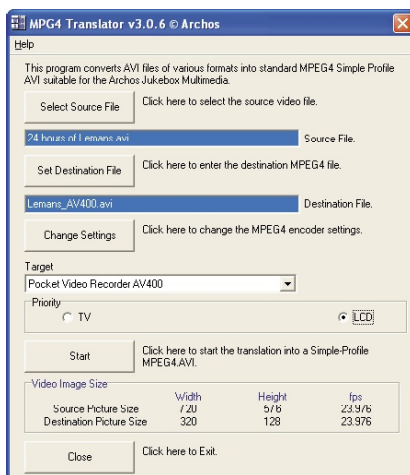 MPG4 Translator v3.0.6 © Archos
Help
This program converts AVI files of various formats into standard MPEG4 Simple Profile
AVI suitable for the Archos Jukebox Multimedia.
Select Source File
Click here to select the source video file.
24 hours of Lemans.avi
Source File.
Set Destination File
Click here to enter the destination MPEG4 file.
Lemans_AV400.avi
Destination File.
Change Settings
Click here to change the MPEG4 encoder settings.
Target
Pocket Video Recorder AV400
Priority
TV
LCD
Start
Click here to start the translation into a Simple-Profile
MPEG4.AVI.
Video Image Size
Width Height fps
Source Picture Size 720 576 23.976
Destination Picture Size 320 128 23.976
Close
Click here to Exit.